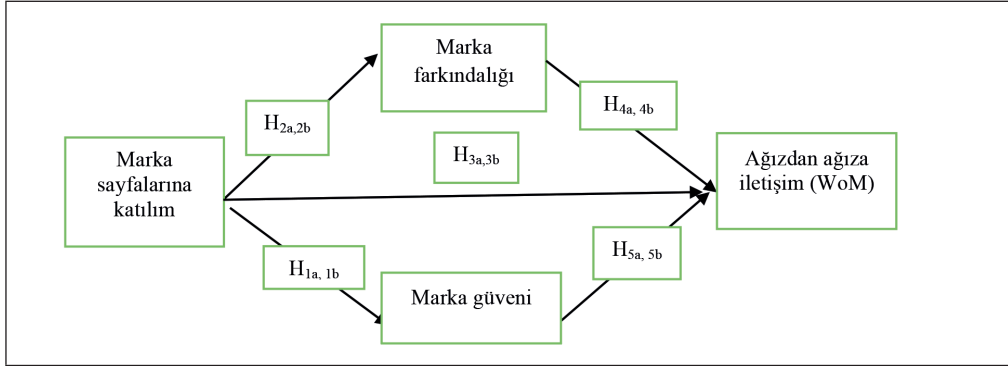 Marka
farkındalığı
H2a,2b
H4a, 4b
H3a,3b
Marka
sayfalarına
katılım
Ağızdan ağıza
iletişim (WoM)
H1a, 1b
H5a, 5b
Marka güveni